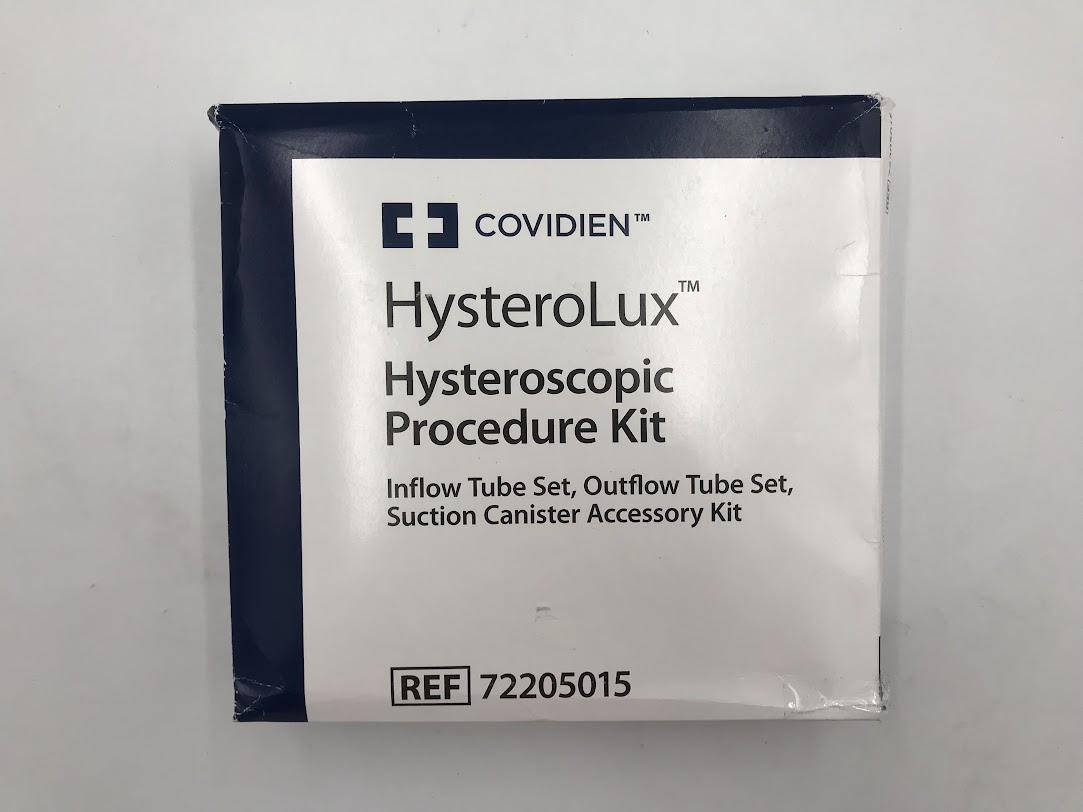 COVIDIEN™
HysteroLux™
Hysteroscopic
Procedure Kit
Inflow Tube Set, Outflow Tube Set,
Suction Canister Accessory Kit
REF 72205015